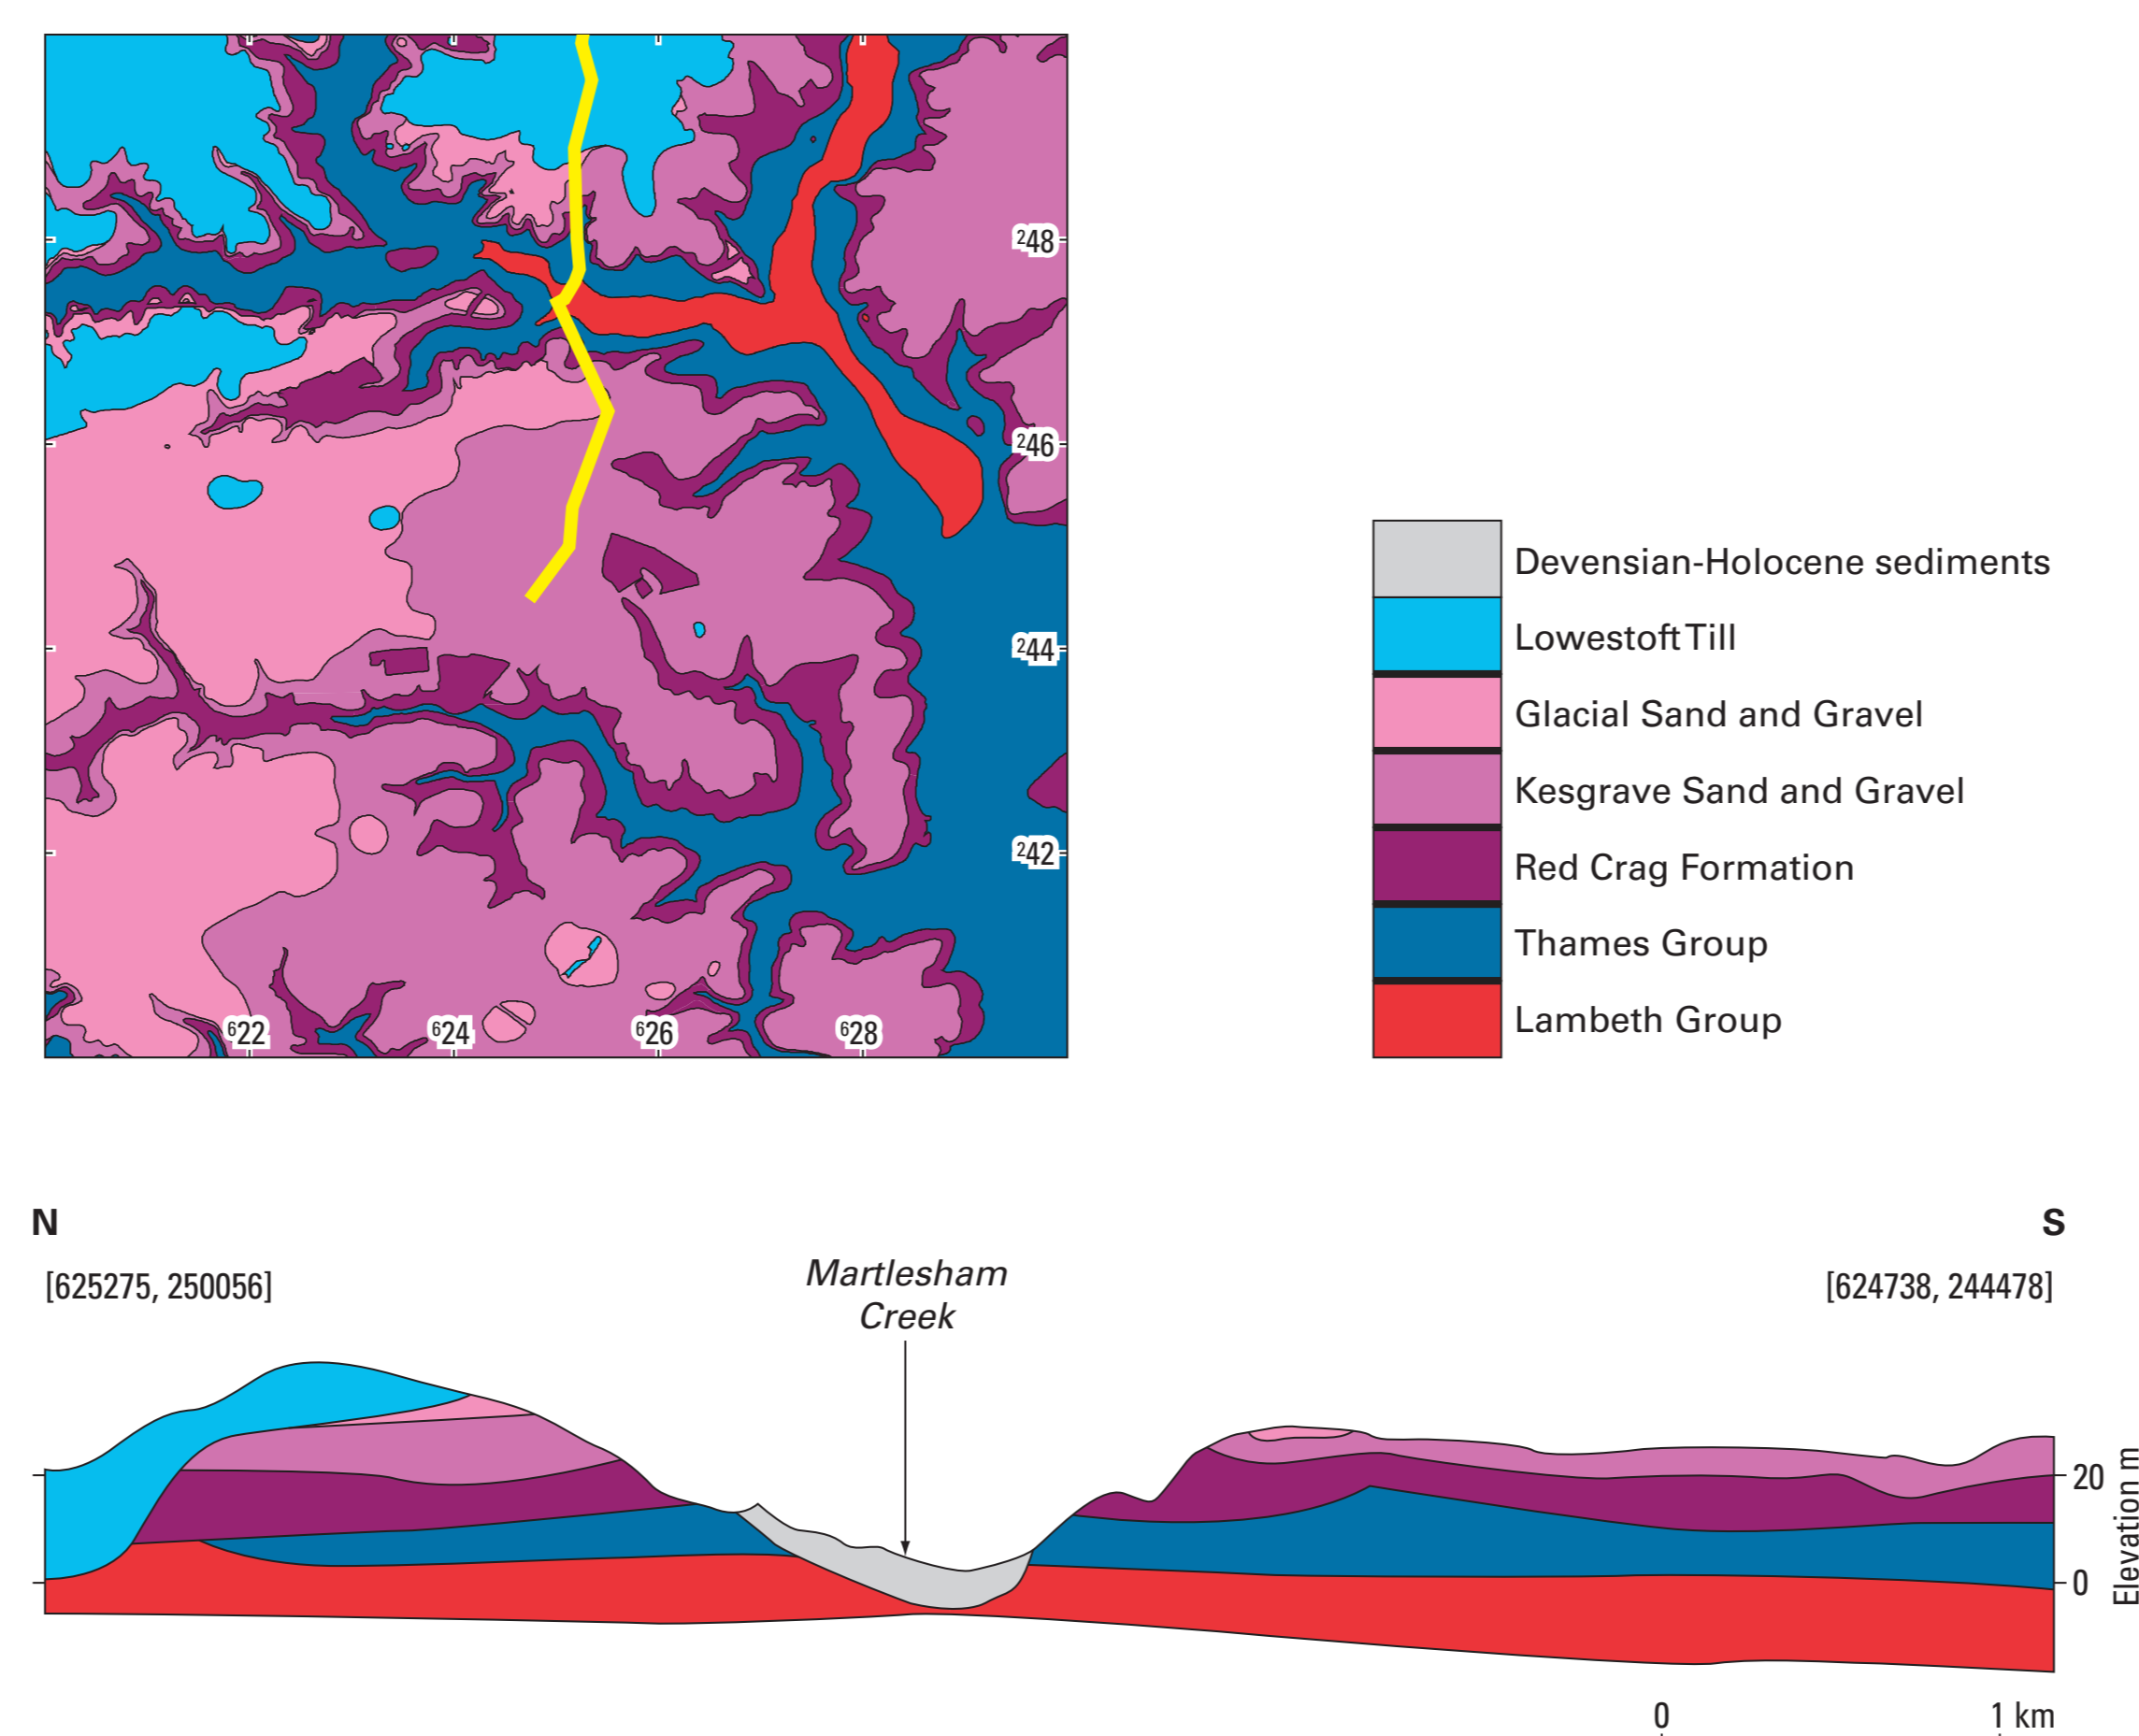 248
246
244
242
622
624
626
628
Devensian-Holocene sediments
Lowestoft Till
Glacial Sand and Gravel
Kesgrave Sand and Gravel
Red Crag Formation
Thames Group
Lambeth Group
N
S
[625275, 250056]
Martlesham
Creek
[624738, 244478]
20
0
Elevation m
0
1 km